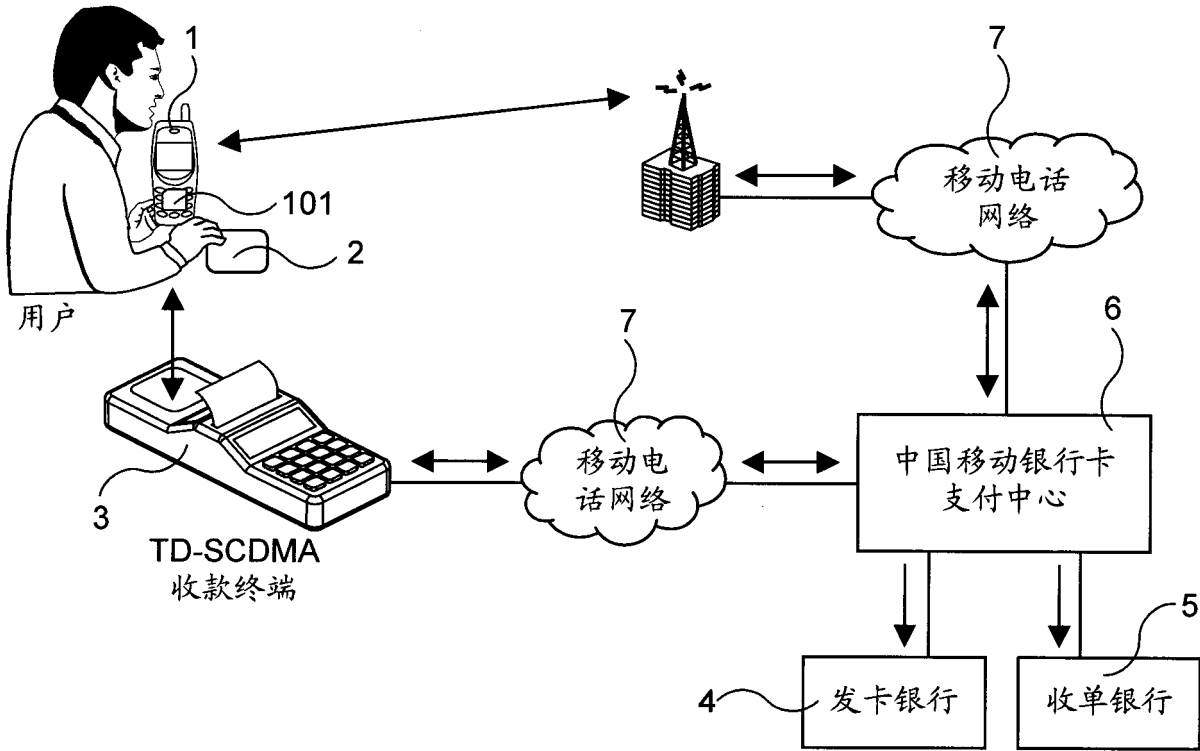 1
7
移动电话
网络
101
2
用户
7
6
移动电
话网络
中国移动银行卡
支付中心
3
TD-SCDMA
收款终端
5
4
发卡银行
收单银行